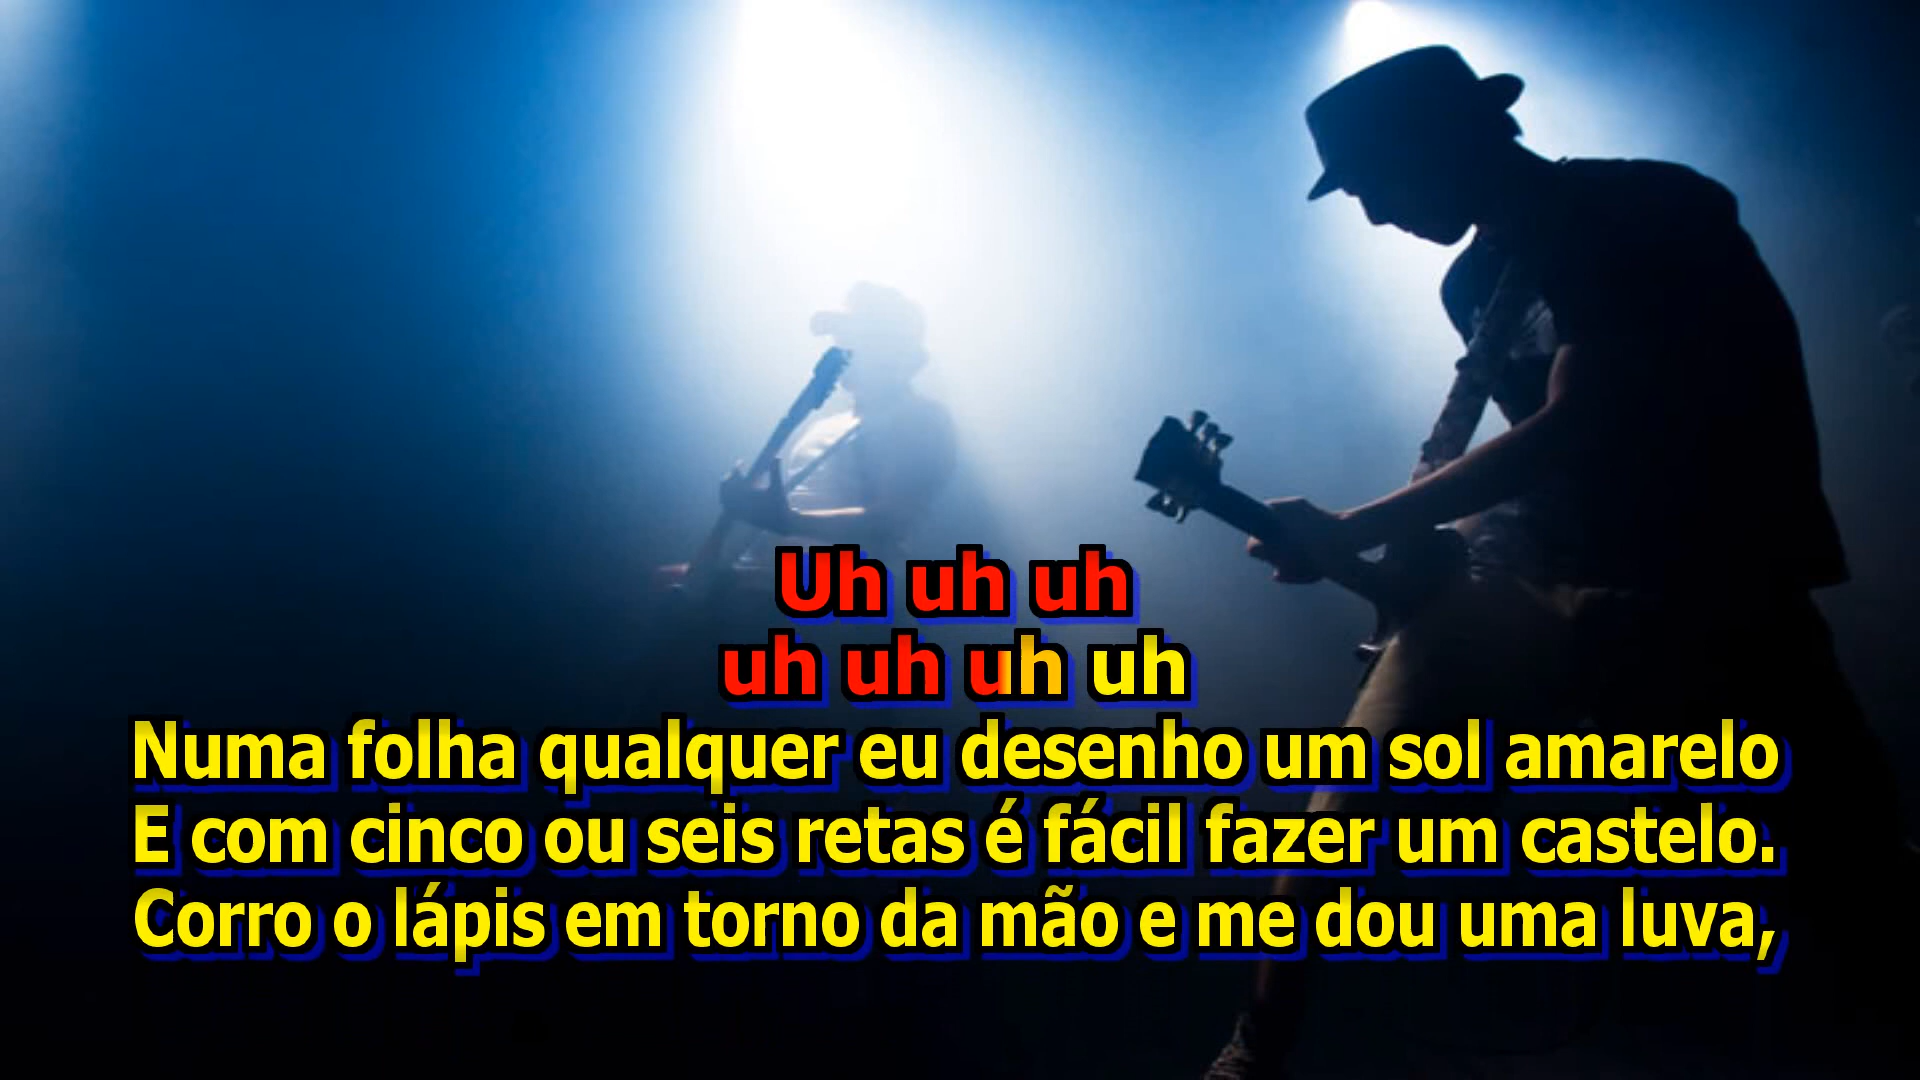 Uh uh uh
uh uh uh uh
Numa folha qualquer eu desenho um sol amarelo
E com cinco ou seis retas é fácil fazer um castelo.
Corro o lápis em torno da mão e me dou uma luva,